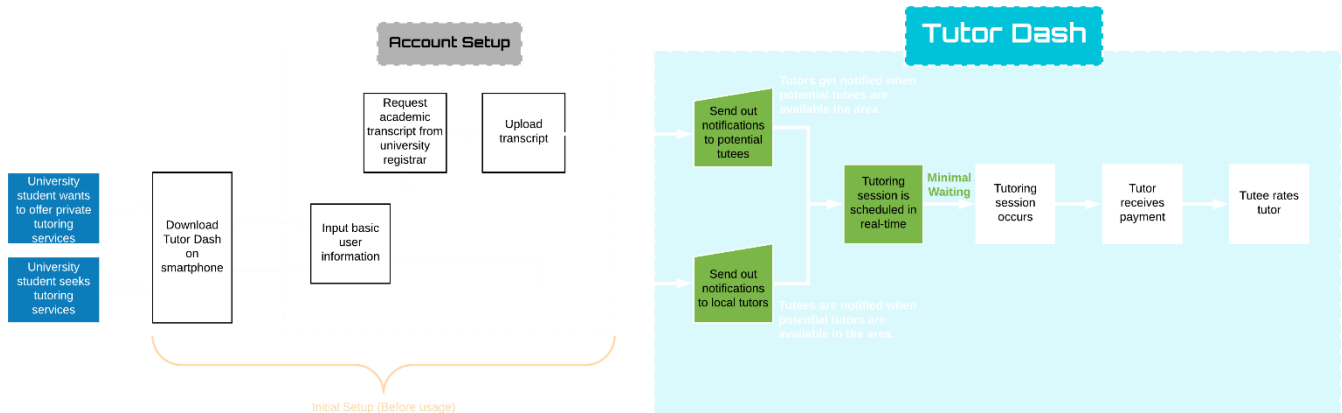 Account Setup
Tutor Dash
Tutors get notified when
potential tutees are
available the area.
Request
academic
transcript from
university
registrar
Upload
transcript
Send out
notifications
to potential
tutees
University
student wants
to offer private
tutoring
services
University
student seeks
tutoring
services
Download
Tutor Dash
on
smartphone
Input basic
user
information
Tutoring
session is
scheduled in
real-time
Minimal
Waiting
Tutoring
session
occurs
Tutor
receives
payment
Tutee rates
tutor
Send out
notifications
to local tutors
Tutees are notified when
potential tutors are
available in the area.
Initial Setup (Before usage)